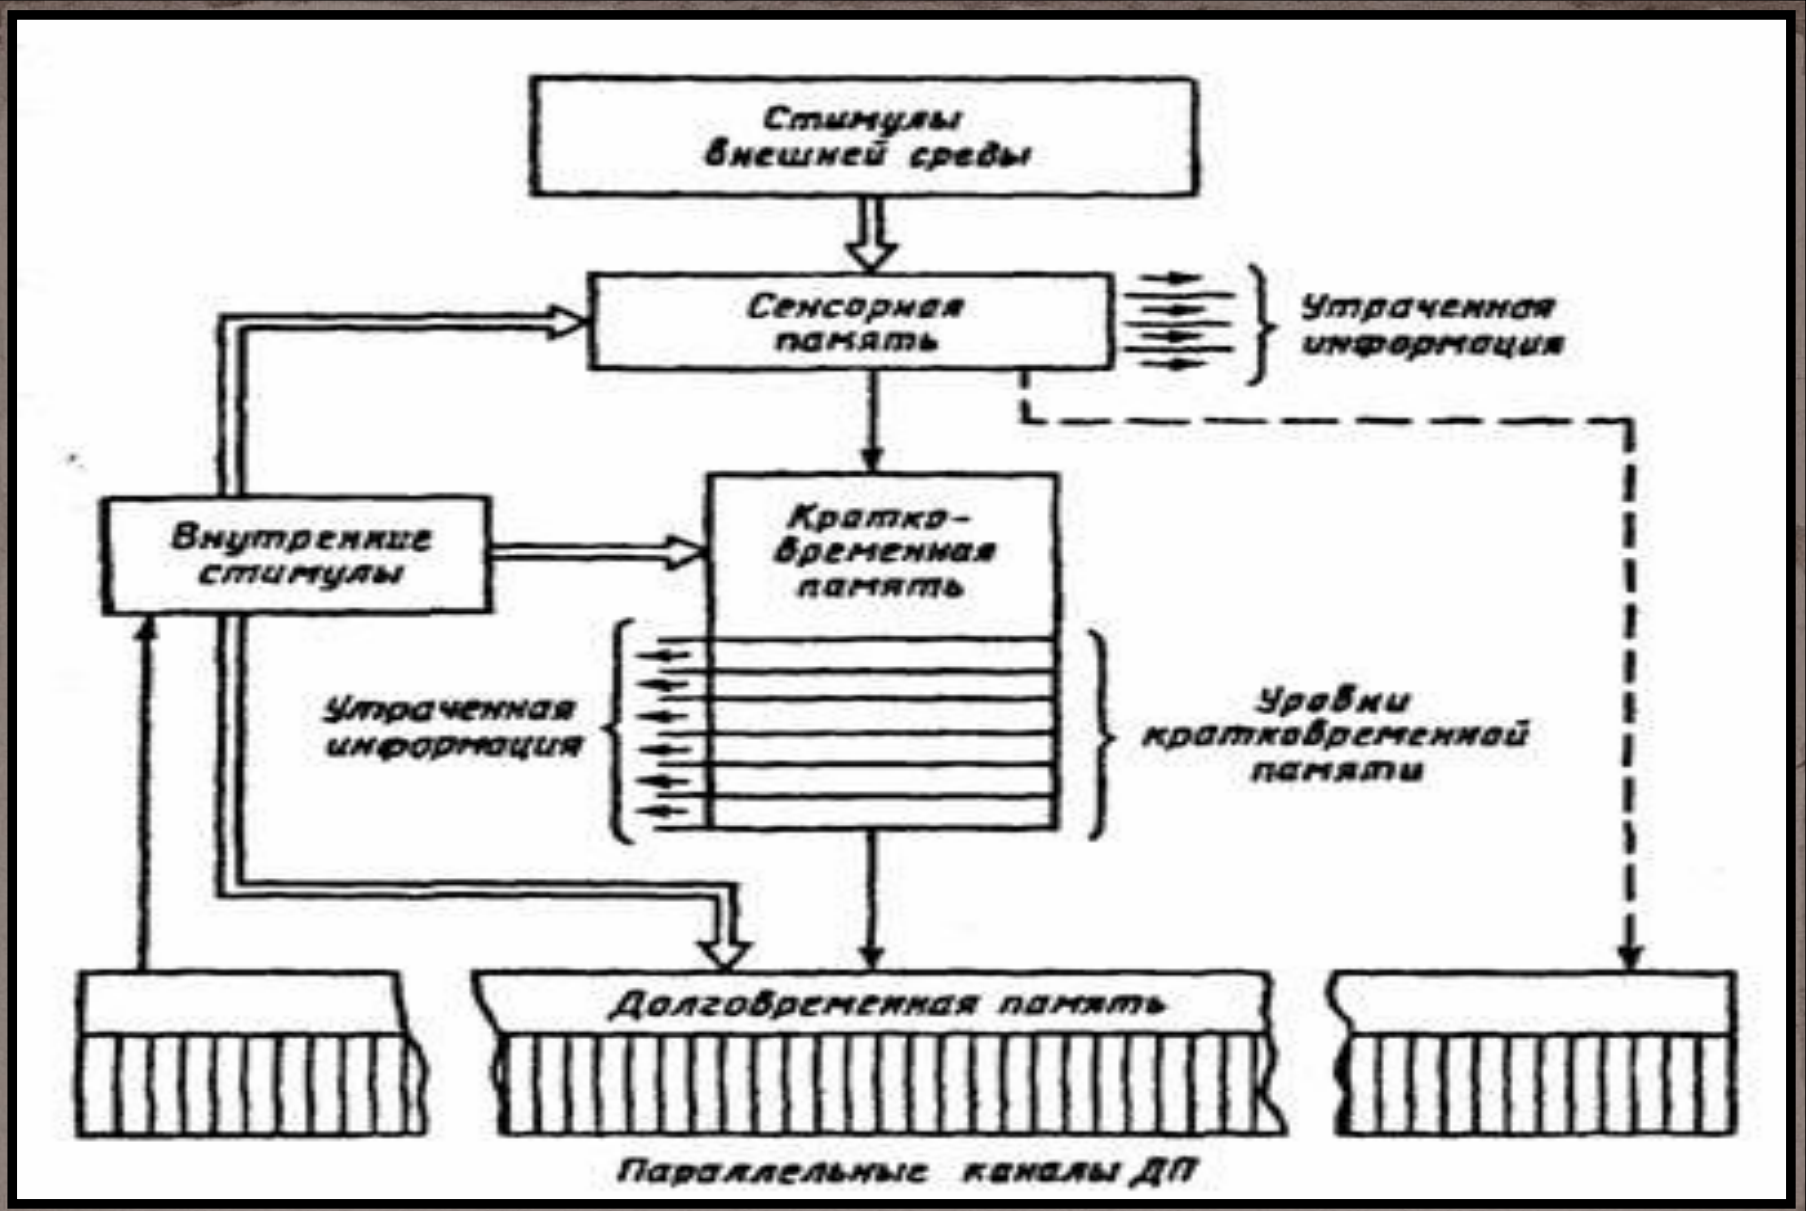 Стимулы
внешней среды
Сенсорная
память
Утраченная
информация
Внутренние
стимулы
Кратко-
временная
память
Утраченная
информация
Уровни
кратковременной
памяти
Долговременная память
Параллельные каналы ДП